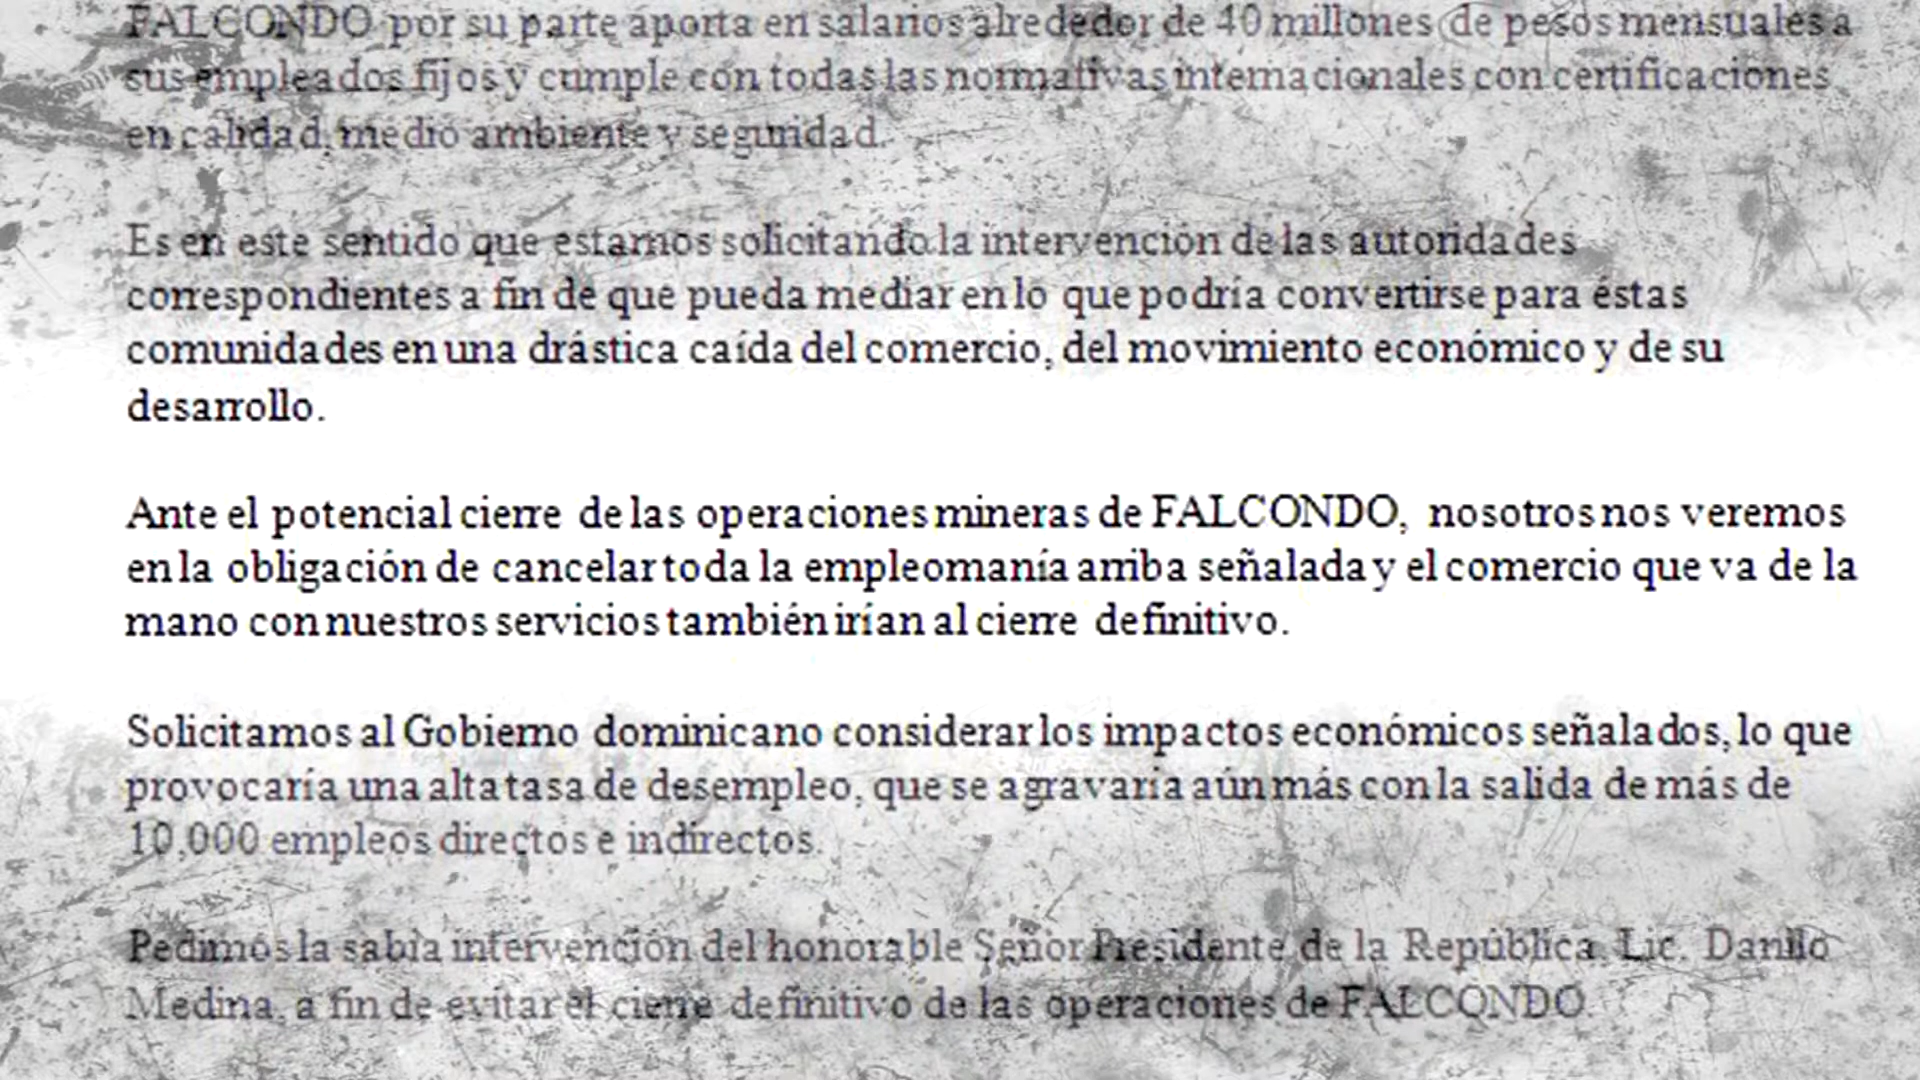 FALCONDO por su parte aporta en salarios alrededor de 40 millones de pesos mensuales a
sus empleados fijos y cumple con todas las normativas internacionales con certificaciones
en calidad, medio ambiente y seguridad.
Es en este sentido que estamos solicitando la intervención de las autoridades
correspondientes a fin de que pueda mediar en lo que podría convertirse para éstas
comunidades en una drástica caída del comercio, del movimiento económico y de su
desarrollo.
Ante el potencial cierre de las operaciones mineras de FALCONDO, nosotros nos veremos
en la obligación de cancelar toda la empleomanía arriba señalada y el comercio que va de la
mano con nuestros servicios también irían al cierre definitivo.
Solicitamos al Gobierno dominicano considerar los impactos económicos señalados, lo que
provocaría una alta tasa de desempleo, que se agravaría aún más con la salida de más de
10,000 empleos directos e indirectos.
Pedimos la sabia intervención del honorable Señor Presidente de la República, Lic. Danilo
Medina, a fin de evitar el cierre definitivo de las operaciones de FALCONDO.